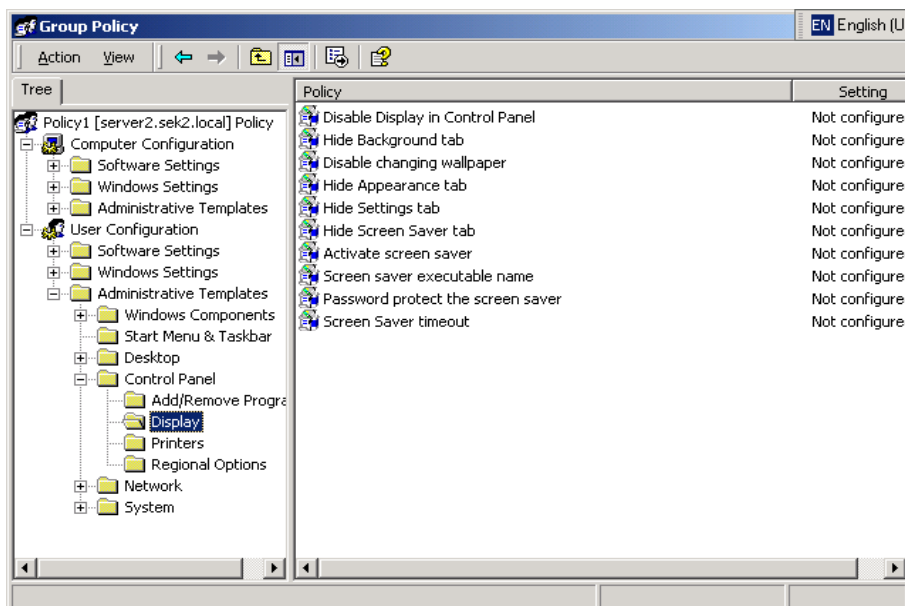 Group Policy
EN English (U
Action View
Tree
Policy Setting
Policy1 [server2.sek2.local] Policy
Computer Configuration
Software Settings
Windows Settings
Administrative Templates
User Configuration
Software Settings
Windows Settings
Administrative Templates
Windows Components
Start Menu & Taskbar
Desktop
Control Panel
Add/Remove Progra
Display
Printers
Regional Options
Network
System
Disable Display in Control Panel Not configure
Hide Background tab Not configure
Disable changing wallpaper Not configure
Hide Appearance tab Not configure
Hide Settings tab Not configure
Hide Screen Saver tab Not configure
Activate screen saver Not configure
Screen saver executable name Not configure
Password protect the screen saver Not configure
Screen Saver timeout Not configure